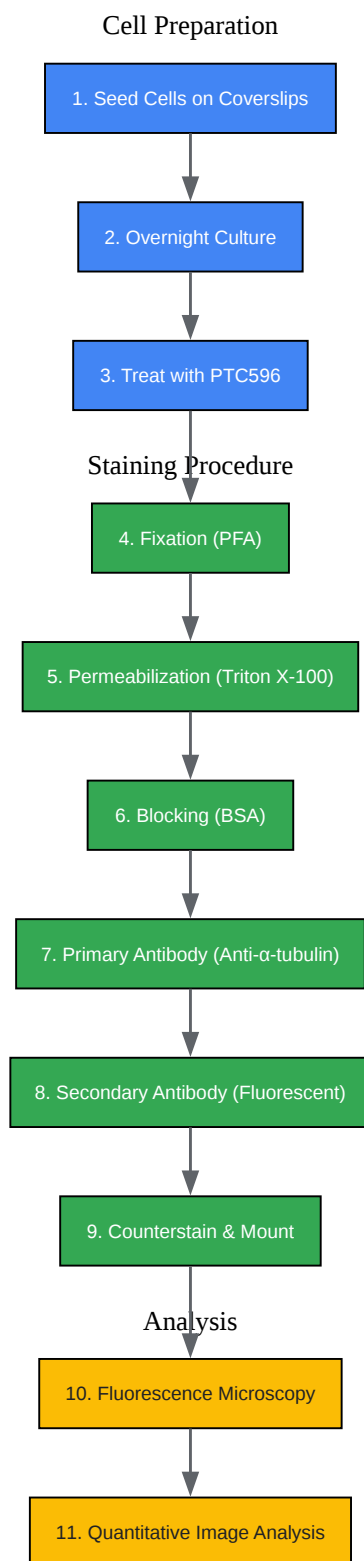 Cell Preparation
1. Seed Cells on Coverslips
2. Overnight Culture
3. Treat with PTC596
Staining Procedure
4. Fixation (PFA)
5. Permeabilization (Triton X-100)
6. Blocking (BSA)
7. Primary Antibody (Anti-α-tubulin)
8. Secondary Antibody (Fluorescent)
9. Counterstain & Mount
Analysis
10. Fluorescence Microscopy
11. Quantitative Image Analysis